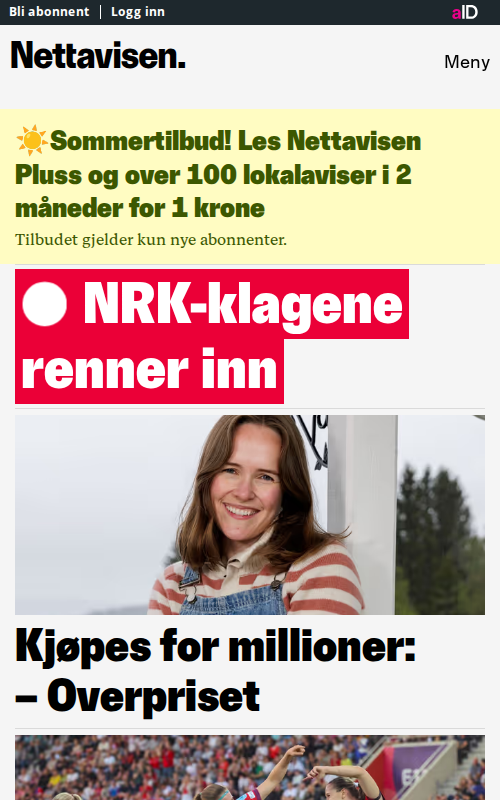 Bli abonnent | Logg inn
aID
Nettavisen.
Meny
☀️Sommertilbud! Les Nettavisen
Pluss og over 100 lokalaviser i 2
måneder for 1 krone
Tilbudet gjelder kun nye abonnenter.
NRK-klagene
renner inn
Kjøpes for millioner:
– Overpriset